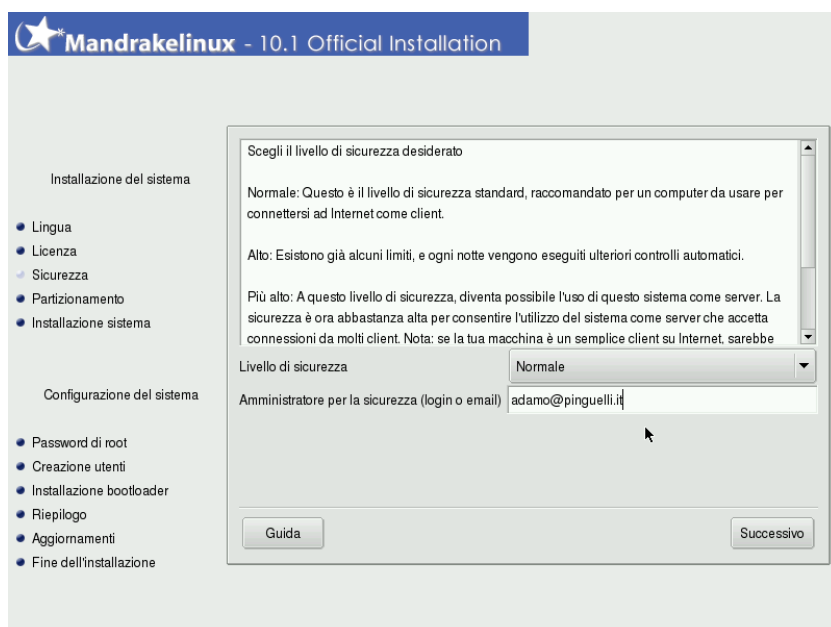 Mandrakelinux - 10.1 Official Installation
Installazione del sistema
Lingua
Licenza
Sicurezza
Partizionamento
Installazione sistema
Configurazione del sistema
Password di root
Creazione utenti
Installazione bootloader
Riepilogo
Aggiornamenti
Fine dell'installazione
Scegli il livello di sicurezza desiderato
Normale: Questo è il livello di sicurezza standard, raccomandato per un computer da usare per
connettersi ad Internet come client.
Alto: Esistono già alcuni limiti, e ogni notte vengono eseguiti ulteriori controlli automatici.
Più alto: A questo livello di sicurezza, diventa possibile l'uso di questo sistema come server. La
sicurezza è ora abbastanza alta per consentire l'utilizzo del sistema come server che accetta
connessioni da molti client. Nota: se la tua macchina è un semplice client su Internet, sarebbe
Livello di sicurezza Normale
Amministratore per la sicurezza (login o email) adamo@pinguelli.it
Guida Successivo